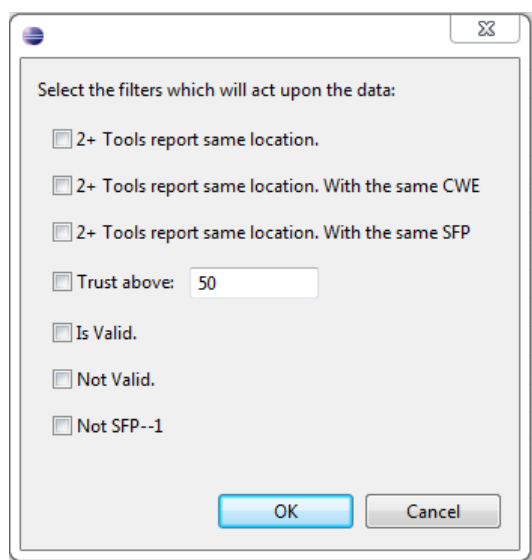 Select the filters which will act upon the data:
2+ Tools report same location.
2+ Tools report same location. With the same CWE
2+ Tools report same location. With the same SFP
Trust above: 50
Is Valid.
Not Valid.
Not SFP--1
OK Cancel